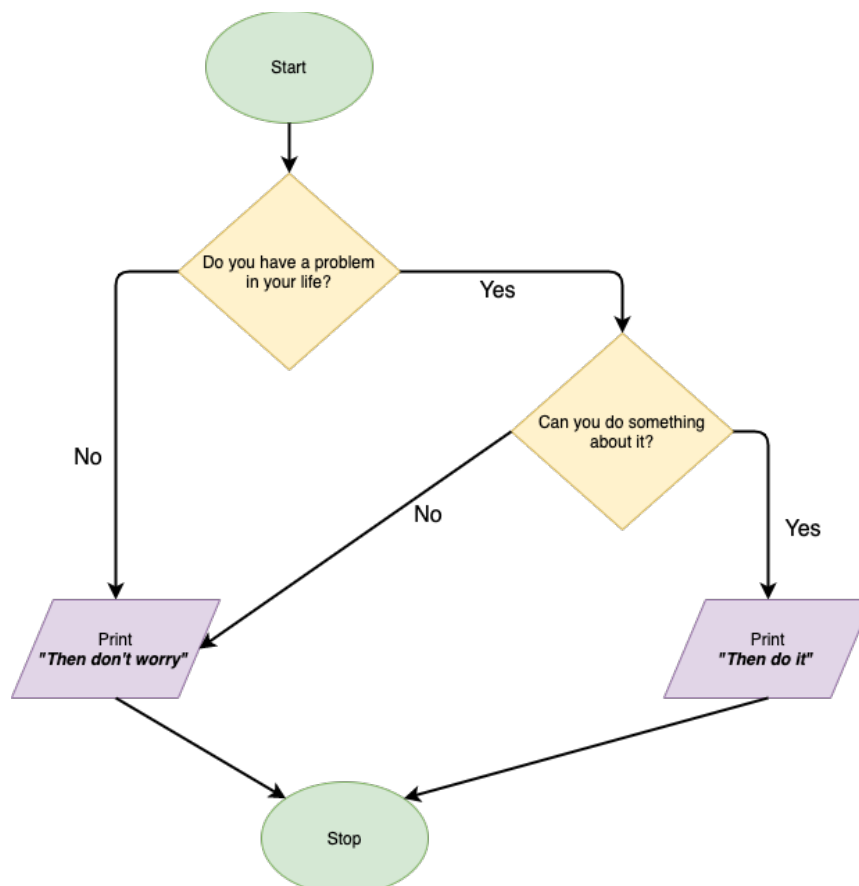 Start
Do you have a problem
in your life?
Yes
Can you do something
about it?
No
No
Yes
Print
"Then don't worry"
Print
"Then do it"
Stop